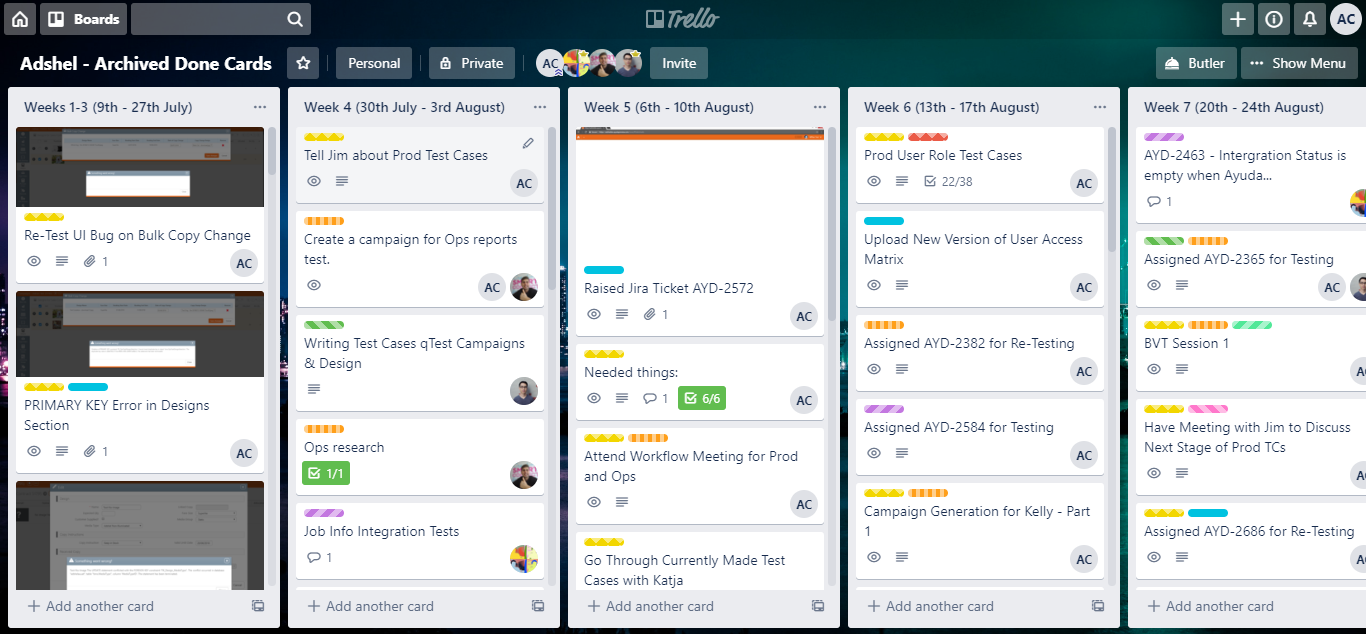 Boards
Trello
AC
Adshel - Archived Done Cards
Personal
Private
AC
Invite
Butler
Show Menu
Weeks 1-3 (9th - 27th July)
Re-Test UI Bug on Bulk Copy Change
1
AC
PRIMARY KEY Error in Designs
Section
1
AC
+ Add another card
Week 4 (30th July - 3rd August)
Tell Jim about Prod Test Cases
AC
Create a campaign for Ops reports
test.
AC
Writing Test Cases qTest Campaigns
& Design
Ops research
1/1
Job Info Integration Tests
1
+ Add another card
Week 5 (6th - 10th August)
Raised Jira Ticket AYD-2572
1
AC
Needed things:
1
6/6
AC
Attend Workflow Meeting for Prod
and Ops
AC
Go Through Currently Made Test
Cases with Katja
+ Add another card
Week 6 (13th - 17th August)
Prod User Role Test Cases
22/38
AC
Upload New Version of User Access
Matrix
AC
Assigned AYD-2382 for Re-Testing
AC
Assigned AYD-2584 for Testing
AC
Campaign Generation for Kelly - Part
1
AC
+ Add another card
Week 7 (20th - 24th August)
AYD-2463 - Intergration Status is
empty when Ayuda...
1
Assigned AYD-2365 for Testing
AC
BVT Session 1
AC
Have Meeting with Jim to Discuss
Next Stage of Prod TCs
AC
Assigned AYD-2686 for Re-Testing
AC
+ Add another card